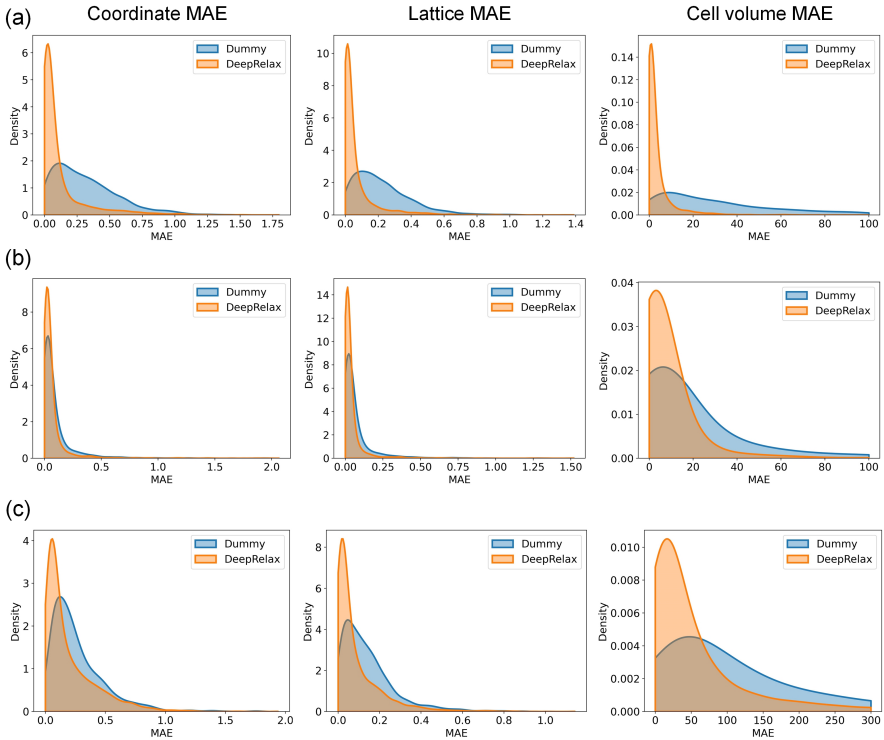 (a)
Coordinate MAE
Lattice MAE
Cell volume MAE
Density
6
5
4
3
2
1
0
0.00 0.25 0.50 0.75 1.00 1.25 1.50 1.75
MAE
Dummy
DeepRelax
Density
10
8
6
4
2
0
0.0 0.2 0.4 0.6 0.8 1.0 1.2 1.4
MAE
Dummy
DeepRelax
Density
0.14
0.12
0.10
0.08
0.06
0.04
0.02
0.00
0 20 40 60 80 100
MAE
Dummy
DeepRelax
(b)
Density
8
6
4
2
0
0.0 0.5 1.0 1.5 2.0
MAE
Dummy
DeepRelax
Density
14
12
10
8
6
4
2
0
0.00 0.25 0.50 0.75 1.00 1.25 1.50
MAE
Dummy
DeepRelax
Density
0.04
0.03
0.02
0.01
0.00
0 20 40 60 80 100
MAE
Dummy
DeepRelax
(c)
Density
4
3
2
1
0
0.0 0.5 1.0 1.5 2.0
MAE
Dummy
DeepRelax
Density
8
6
4
2
0
0.0 0.2 0.4 0.6 0.8 1.0
MAE
Dummy
DeepRelax
Density
0.010
0.008
0.006
0.004
0.002
0.000
0 50 100 150 200 250 300
MAE
Dummy
DeepRelax